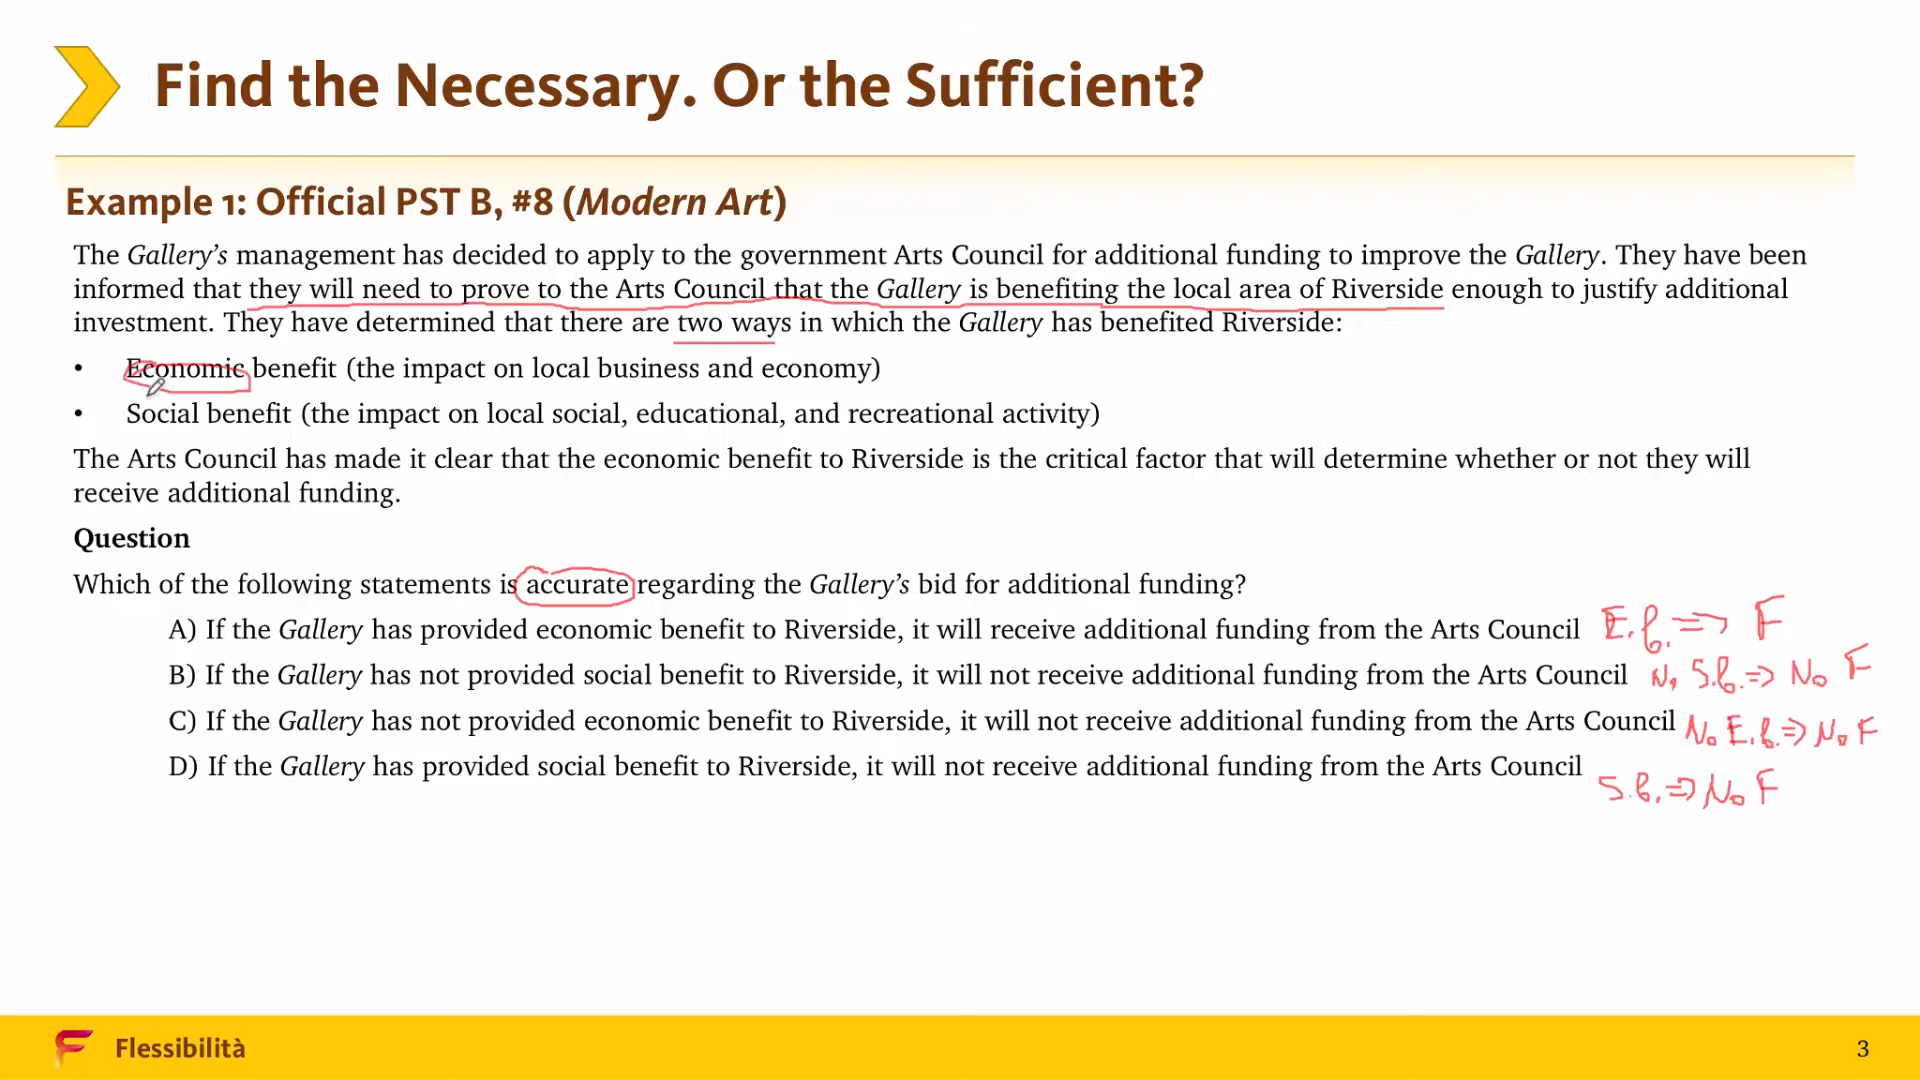 Find the Necessary. Or the Sufficient?
Example 1: Official PST B, #8 (Modern Art)
The Gallery’s management has decided to apply to the government Arts Council for additional funding to improve the Gallery. They have been
informed that they will need to prove to the Arts Council that the Gallery is benefiting the local area of Riverside enough to justify additional
investment. They have determined that there are two ways in which the Gallery has benefited Riverside:
• Economic benefit (the impact on local business and economy)
• Social benefit (the impact on local social, educational, and recreational activity)
The Arts Council has made it clear that the economic benefit to Riverside is the critical factor that will determine whether or not they will
receive additional funding.
Question
Which of the following statements is accurate regarding the Gallery’s bid for additional funding?
A) If the Gallery has provided economic benefit to Riverside, it will receive additional funding from the Arts Council E.b. => F
B) If the Gallery has not provided social benefit to Riverside, it will not receive additional funding from the Arts Council No S.b. => No F
C) If the Gallery has not provided economic benefit to Riverside, it will not receive additional funding from the Arts Council No E.b. => No F
D) If the Gallery has provided social benefit to Riverside, it will not receive additional funding from the Arts Council S.b. => No F
Flessibilità
3